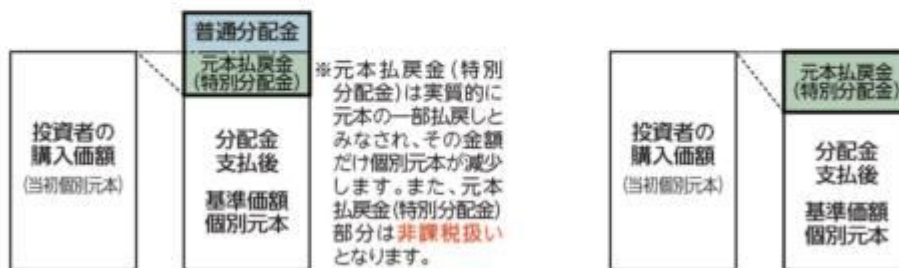 普通分配金
元本払戻金
(特別分配金)
投資者の
購入価額
(当初個別元本)
分配金
支払後
基準価額
個別元本
※元本払戻金(特別
分配金)は実質的に
元本の一部払戻しと
みなされ、その金額
だけ個別元本が減少
します。また、元本
払戻金(特別分配金)
部分は非課税扱い
となります。
元本払戻金
(特別分配金)
投資者の
購入価額
(当初個別元本)
分配金
支払後
基準価額
個別元本